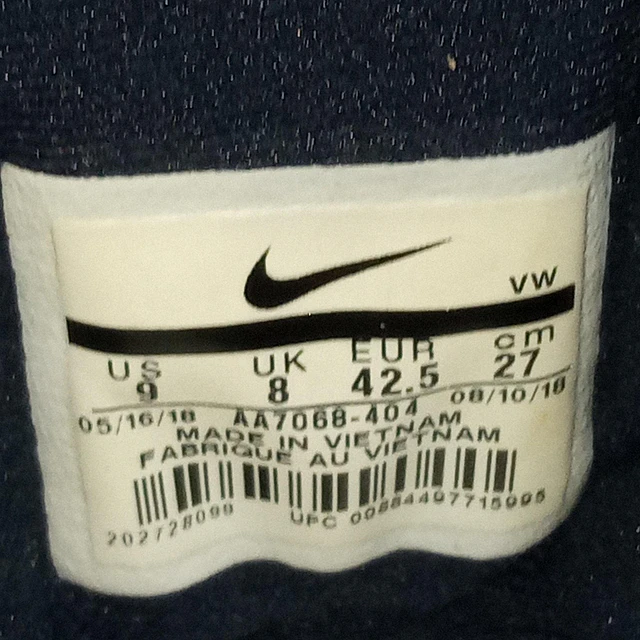 VW
US UK EUR cm
9 8 42.5 27
05/16/18 AA7068-404 08/10/18
MADE IN VIETNAM
FABRIQUE AU VIETNAM
202728099 UPC 00884497715995